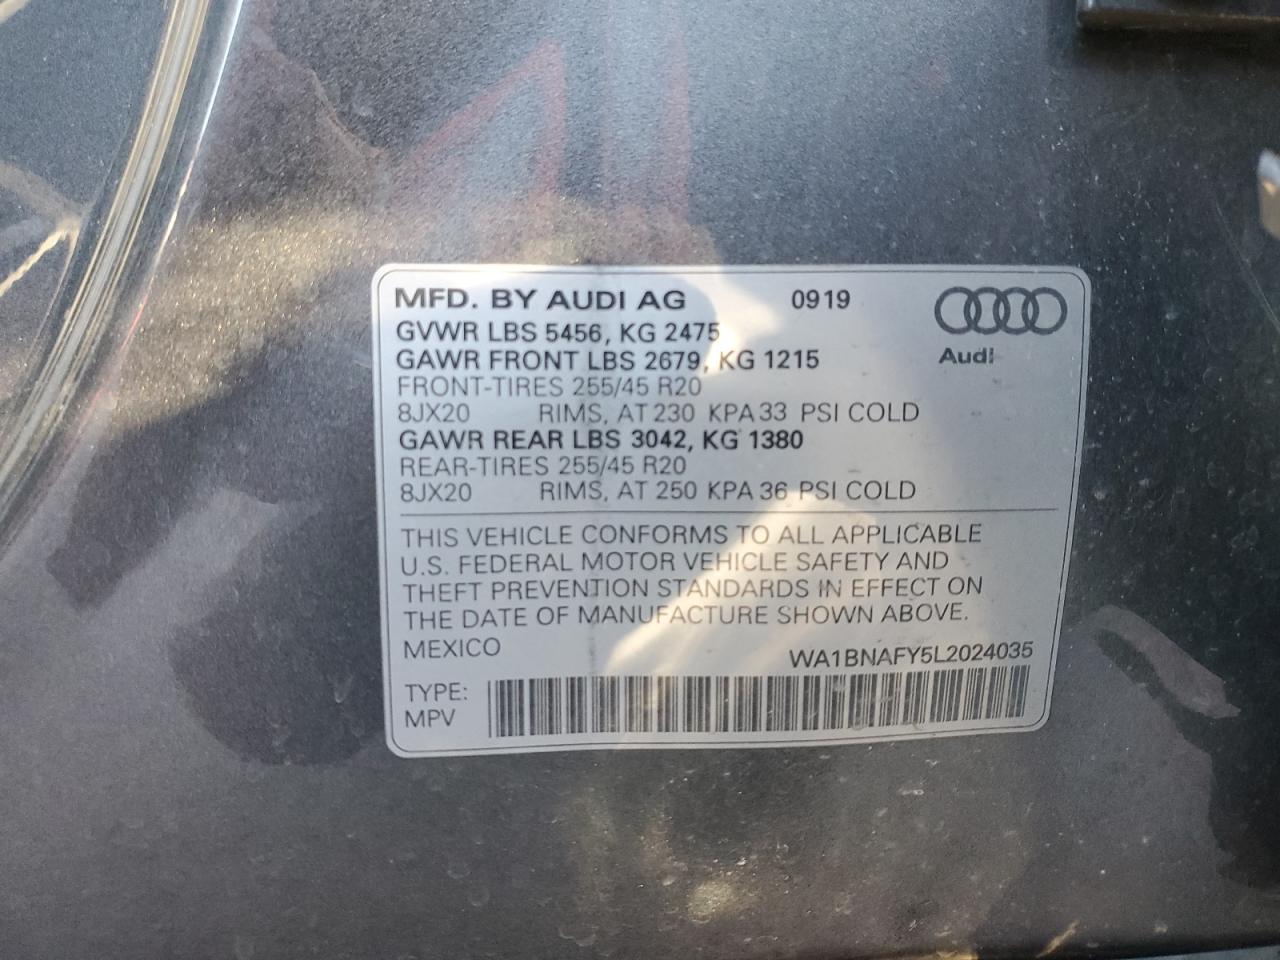 MFD. BY AUDI AG 0919
GVWR LBS 5456, KG 2475
GAWR FRONT LBS 2679, KG 1215
Audi
FRONT-TIRES 255/45 R20
8JX20 RIMS, AT 230 KPA 33 PSI COLD
GAWR REAR LBS 3042, KG 1380
REAR-TIRES 255/45 R20
8JX20 RIMS, AT 250 KPA 36 PSI COLD
THIS VEHICLE CONFORMS TO ALL APPLICABLE
U.S. FEDERAL MOTOR VEHICLE SAFETY AND
THEFT PREVENTION STANDARDS IN EFFECT ON
THE DATE OF MANUFACTURE SHOWN ABOVE.
MEXICO WA1BNAFY5L2024035
TYPE:
MPV